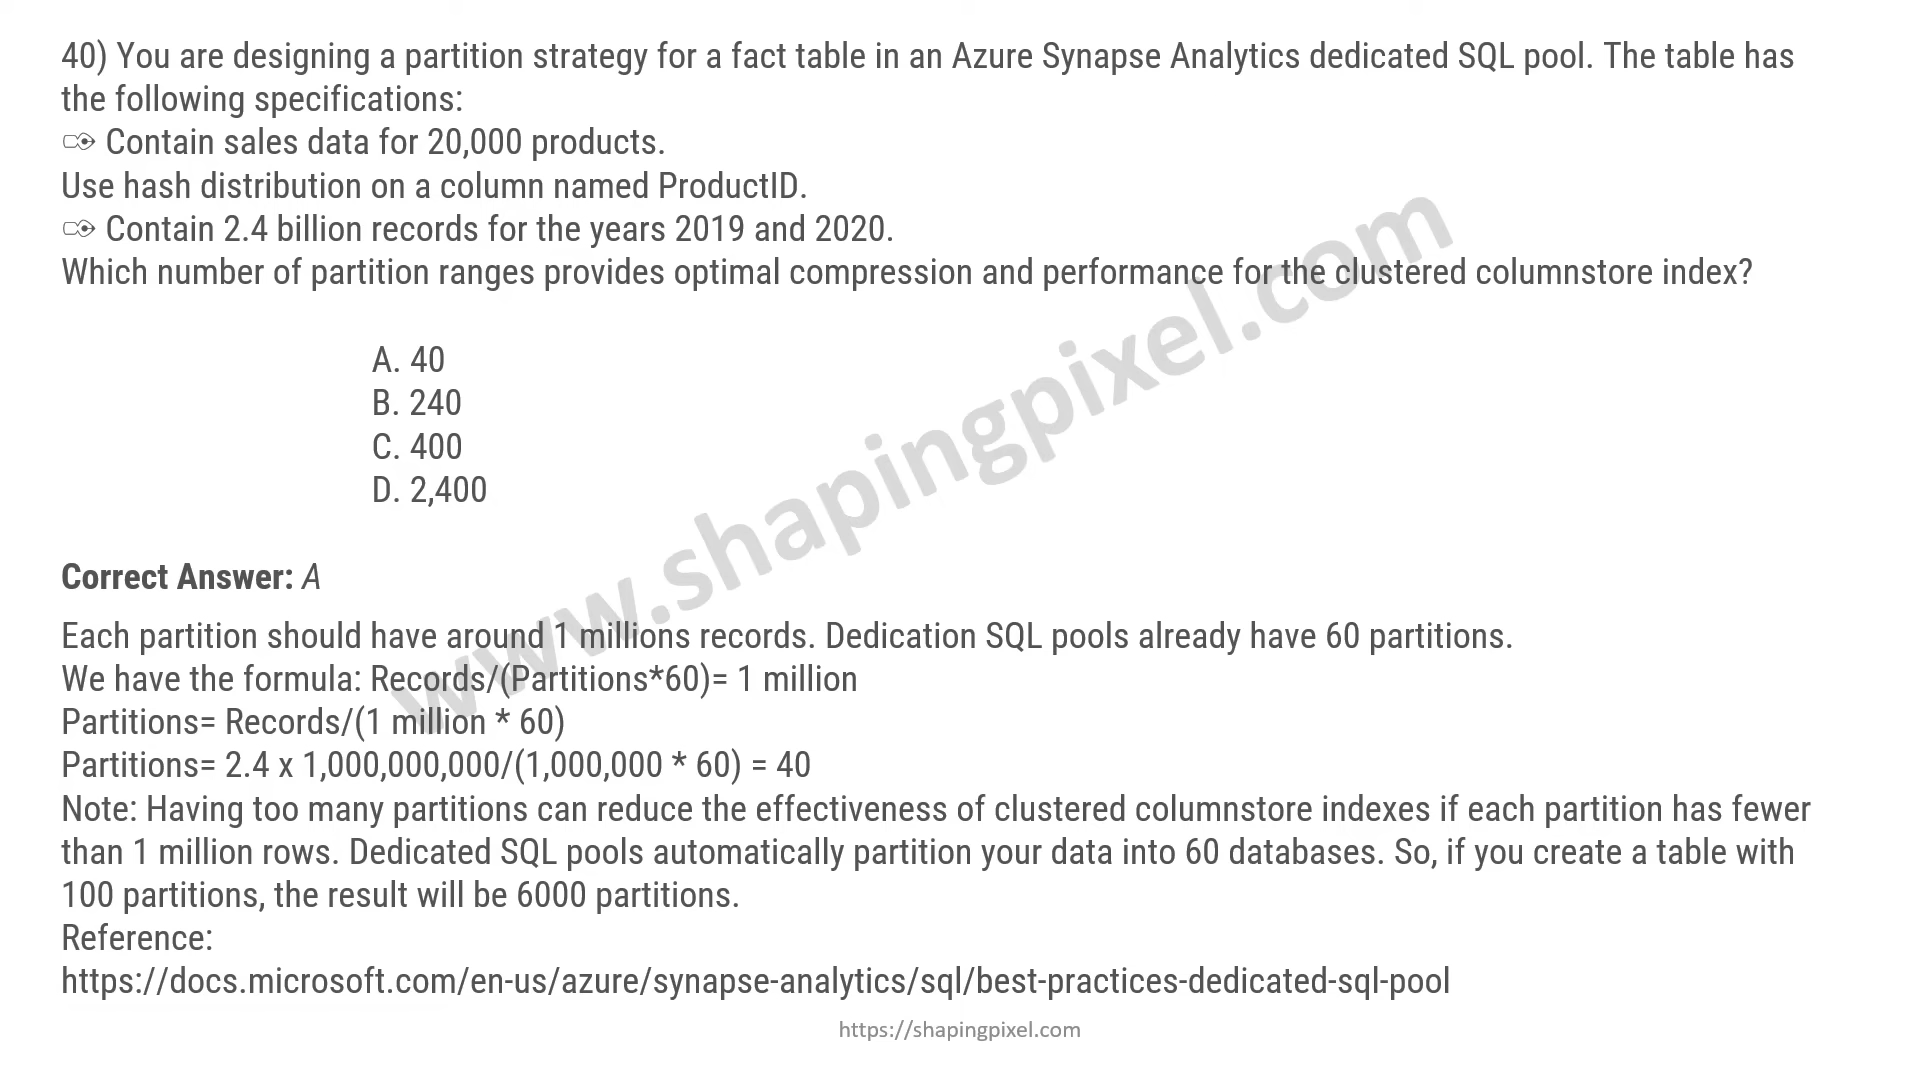 40) You are designing a partition strategy for a fact table in an Azure Synapse Analytics dedicated SQL pool. The table has
the following specifications:
Contain sales data for 20,000 products.
Use hash distribution on a column named ProductID.
Contain 2.4 billion records for the years 2019 and 2020.
Which number of partition ranges provides optimal compression and performance for the clustered columnstore index?
A. 40
B. 240
C. 400
D. 2,400
Correct Answer: A
Each partition should have around 1 millions records. Dedication SQL pools already have 60 partitions.
We have the formula: Records/(Partitions*60)= 1 million
Partitions= Records/(1 million * 60)
Partitions= 2.4 x 1,000,000,000/(1,000,000 * 60) = 40
Note: Having too many partitions can reduce the effectiveness of clustered columnstore indexes if each partition has fewer
than 1 million rows. Dedicated SQL pools automatically partition your data into 60 databases. So, if you create a table with
100 partitions, the result will be 6000 partitions.
Reference:
https://docs.microsoft.com/en-us/azure/synapse-analytics/sql/best-practices-dedicated-sql-pool
https://shapingpixel.com
www.shapingpixel.com